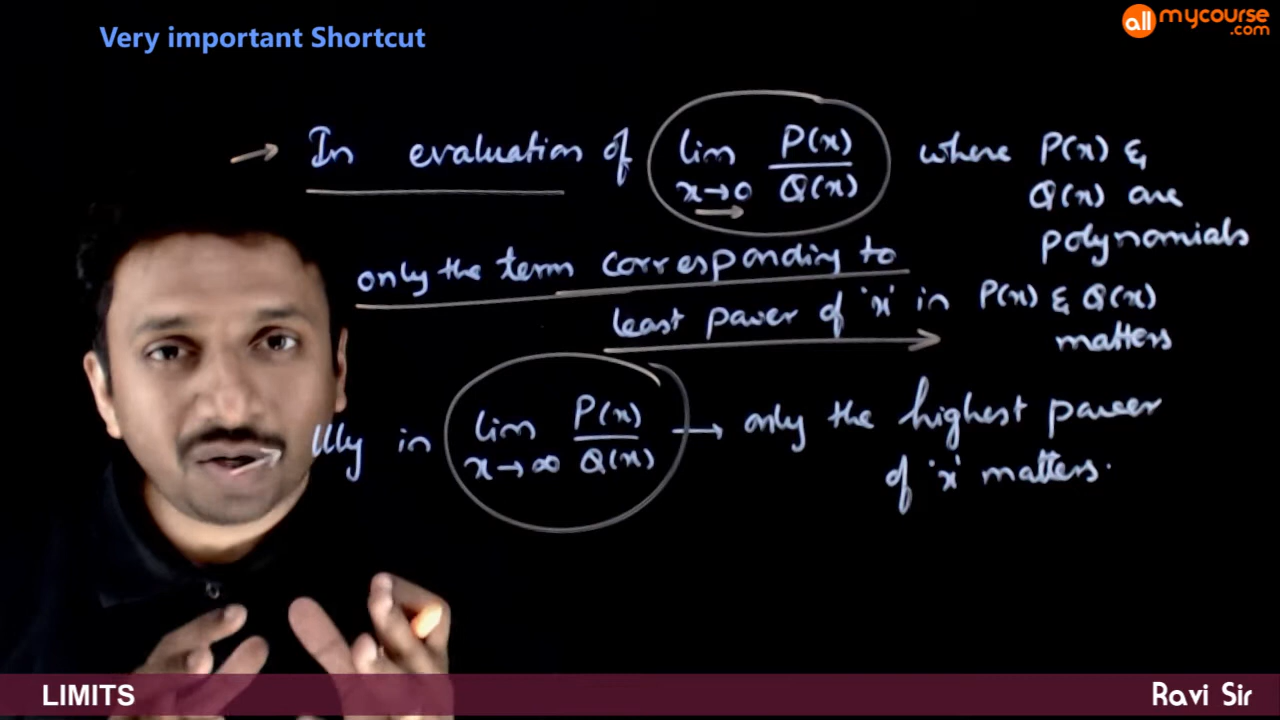 Very important Shortcut
all mycourse
.com
→ In evaluation of lim P(x) where P(x) &
x→0 Q(x) Q(x) are
polynomials
only the term corresponding to
least power of 'x' in P(x) & Q(x)
matters
lllly in lim P(x) → only the highest power
x→∞ Q(x) of 'x' matters.
LIMITS
Ravi Sir